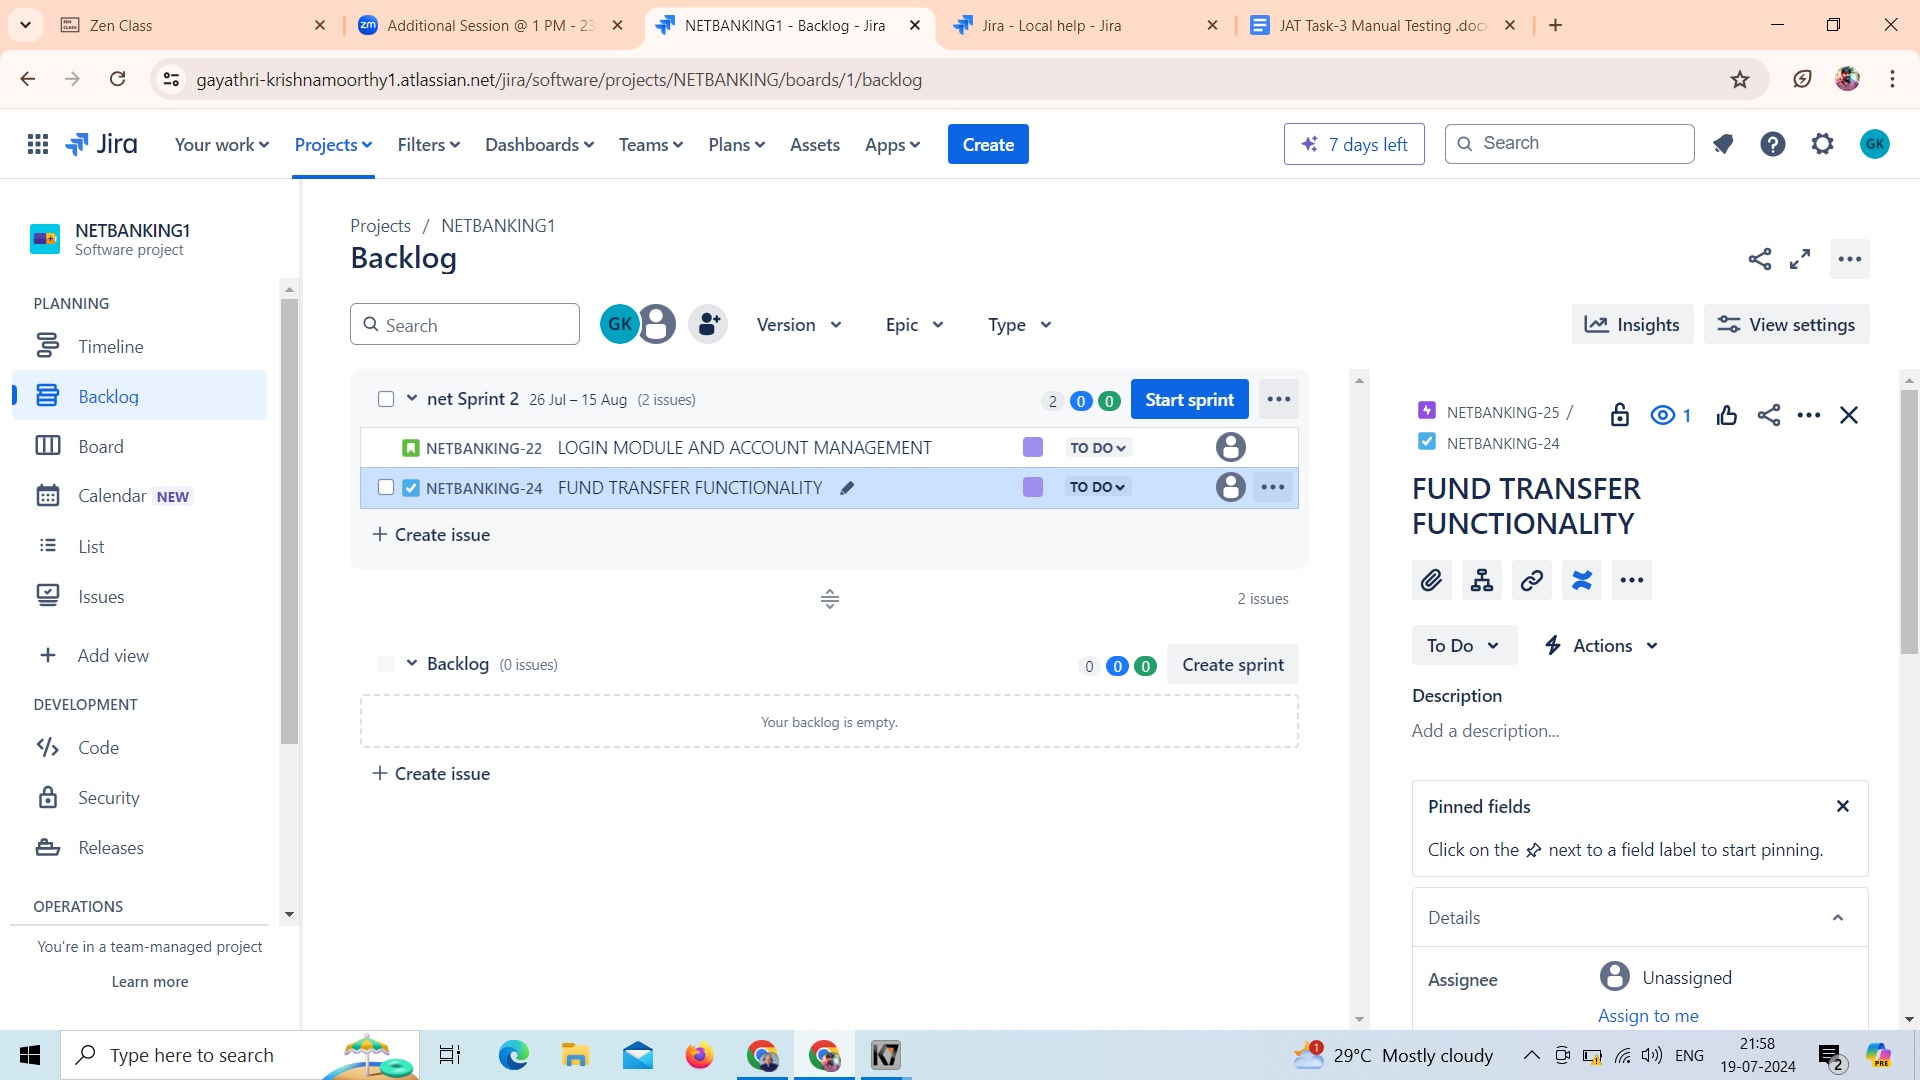 Zen Class
Additional Session @ 1 PM - 23
NETBANKING1 - Backlog - Jira
Jira - Local help - Jira
JAT Task-3 Manual Testing .docx
gayathri-krishnamoorthy1.atlassian.net/jira/software/projects/NETBANKING/boards/1/backlog
Jira
Your work
Projects
Filters
Dashboards
Teams
Plans
Assets
Apps
Create
7 days left
Search
GK
NETBANKING1
Software project
PLANNING
Timeline
Backlog
Board
Calendar NEW
List
Issues
Add view
DEVELOPMENT
Code
Security
Releases
OPERATIONS
You're in a team-managed project
Learn more
Projects / NETBANKING1
Backlog
Search
GK
Version
Epic
Type
Insights
View settings
net Sprint 2 26 Jul – 15 Aug (2 issues)
2 0 0
Start sprint
NETBANKING-22 LOGIN MODULE AND ACCOUNT MANAGEMENT TO DO
NETBANKING-24 FUND TRANSFER FUNCTIONALITY TO DO
+ Create issue
2 issues
Backlog (0 issues)
0 0 0
Create sprint
Your backlog is empty.
+ Create issue
NETBANKING-25 /
NETBANKING-24
1
FUND TRANSFER
FUNCTIONALITY
To Do
Actions
Description
Add a description...
Pinned fields
Click on the next to a field label to start pinning.
Details
Assignee
Unassigned
Assign to me
Type here to search
1
29°C Mostly cloudy
ENG
21:58
19-07-2024
2
PRE